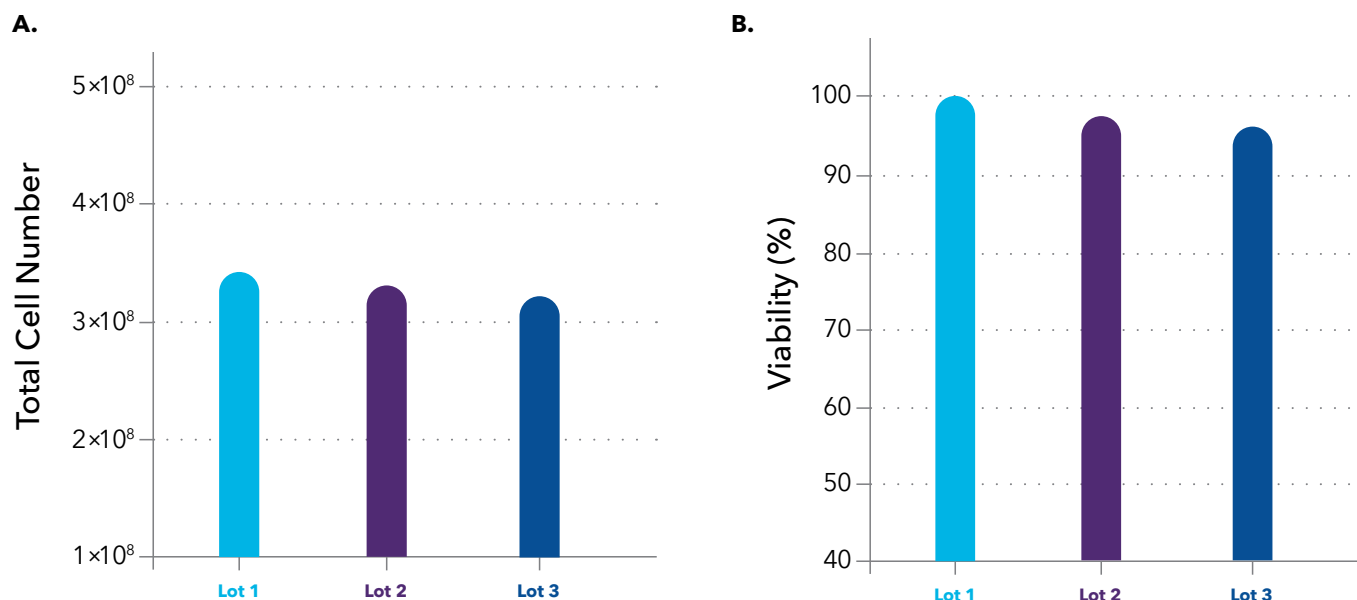 A.
Total Cell Number
5×10⁸
4×10⁸
3×10⁸
2×10⁸
1×10⁸
Lot 1
Lot 2
Lot 3
B.
Viability (%)
100
90
80
70
60
50
40
Lot 1
Lot 2
Lot 3